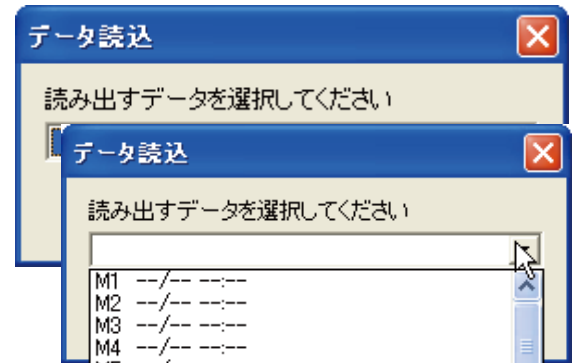 データ読込
読み出すデータを選択してください
データ読込
読み出すデータを選択してください
M1 --/-- --:--
M2 --/-- --:--
M3 --/-- --:--
M4 --/-- --:--